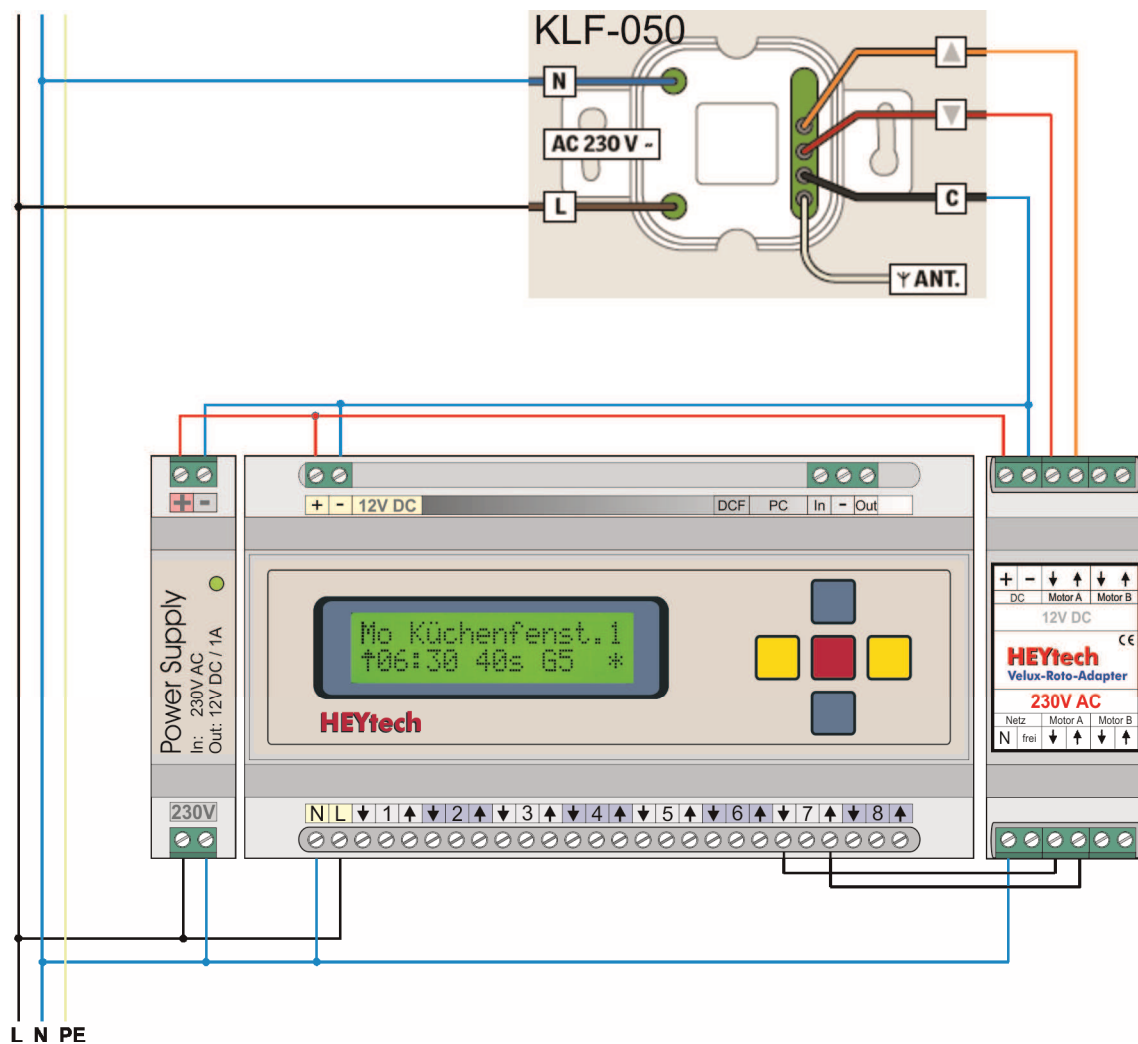 KLF-050
N
AC 230 V ~
L
C
ANT.
+ -
+ - 12V DC DCF PC In - Out
Power Supply
In: 230V AC
Out: 12V DC / 1A
230V
Mo Küchenfenst.1
↑06:30 40s G5 *
HEYtech
N L ↓ 1 ↑ ↓ 2 ↑ ↓ 3 ↑ ↓ 4 ↑ ↓ 5 ↑ ↓ 6 ↑ ↓ 7 ↑ ↓ 8 ↑
+ - ↓ ↑ ↓ ↑
DC Motor A Motor B
12V DC
CE
HEYtech
Velux-Roto-Adapter
230V AC
Netz Motor A Motor B
N frei ↓ ↑ ↓ ↑
L N PE